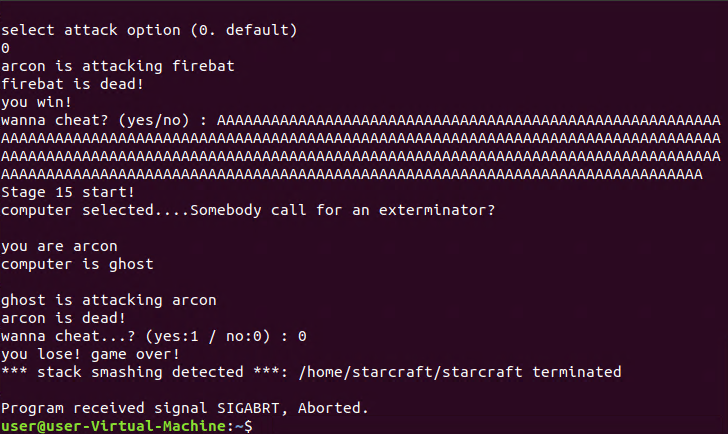 select attack option (0. default)
0
arcon is attacking firebat
firebat is dead!
you win!
wanna cheat? (yes/no) : AAAAAAAAAAAAAAAAAAAAAAAAAAAAAAAAAAAAAAAAAAAAAAAAAAAAAAAA
AAAAAAAAAAAAAAAAAAAAAAAAAAAAAAAAAAAAAAAAAAAAAAAAAAAAAAAAAAAAAAAAAAAAAAAAAAAAAAAA
AAAAAAAAAAAAAAAAAAAAAAAAAAAAAAAAAAAAAAAAAAAAAAAAAAAAAAAAAAAAAAAAAAAAAAAAAAAAAAAA
AAAAAAAAAAAAAAAAAAAAAAAAAAAAAAAAAAAAAAAAAAAAAAAAAAAAAAAAAAAAAAAAAAAAAAAAAAAAAA
Stage 15 start!
computer selected....Somebody call for an exterminator?
you are arcon
computer is ghost
ghost is attacking arcon
arcon is dead!
wanna cheat...? (yes:1 / no:0) : 0
you lose! game over!
*** stack smashing detected ***: /home/starcraft/starcraft terminated
Program received signal SIGABRT, Aborted.
user@user-Virtual-Machine:~$